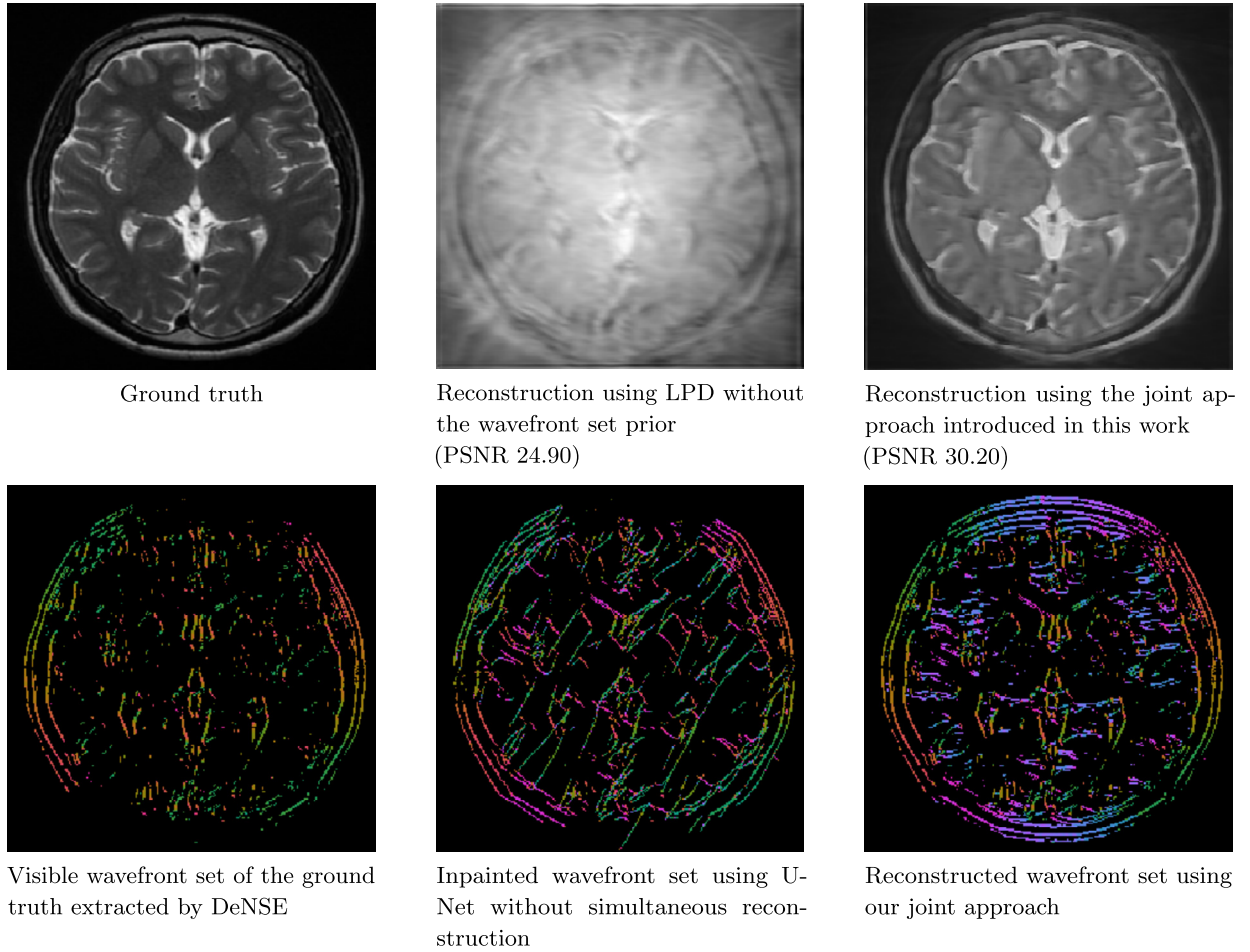 Ground truth
Reconstruction using LPD without
the wavefront set prior
(PSNR 24.90)
Reconstruction using the joint ap-
proach introduced in this work
(PSNR 30.20)
Visible wavefront set of the ground
truth extracted by DeNSE
Inpainted wavefront set using U-
Net without simultaneous recon-
struction
Reconstructed wavefront set using
our joint approach